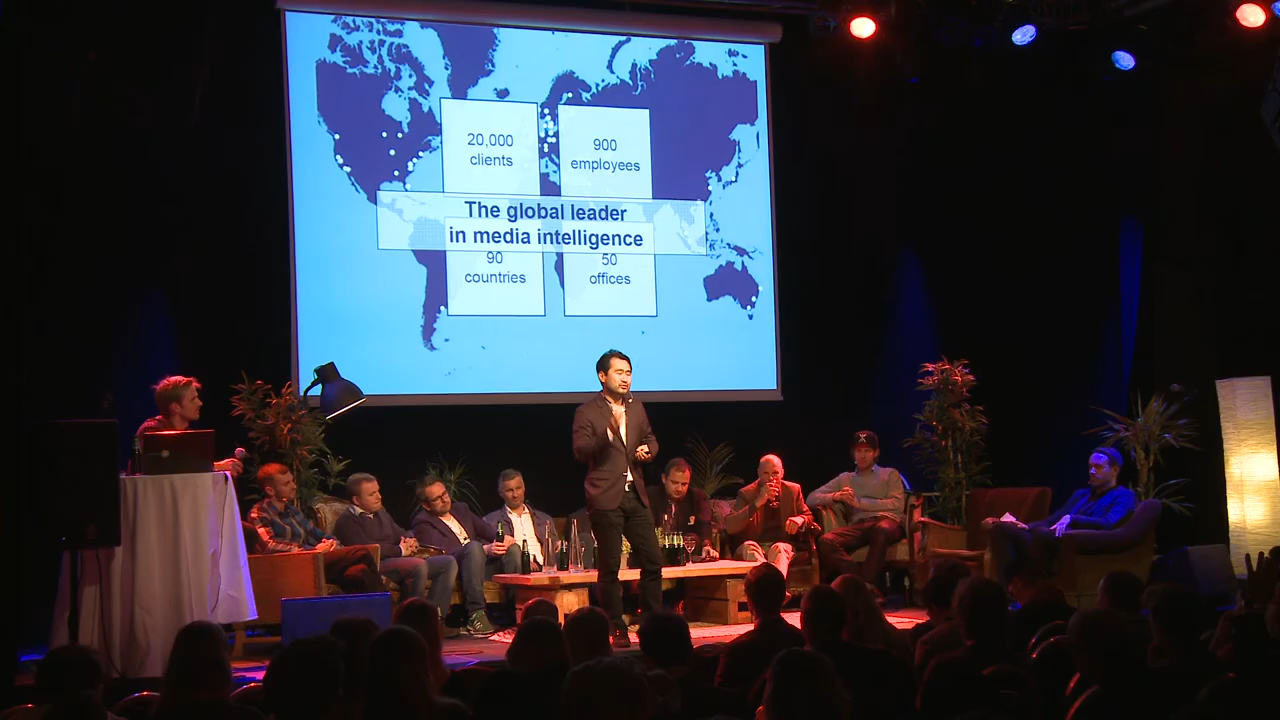 20,000
clients
900
employees
The global leader
in media intelligence
90
countries
50
offices